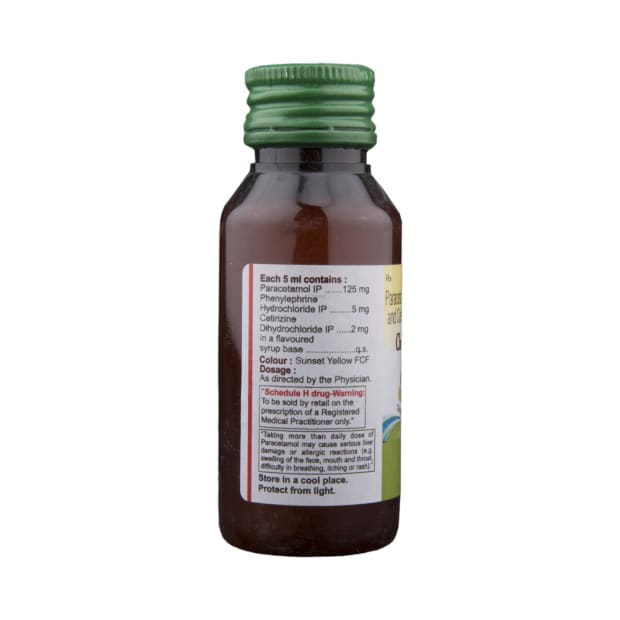 Each 5 ml contains :
Paracetamol IP .......125 mg
Phenylephrine
Hydrochloride IP ......5 mg
Cetirizine
Dihydrochloride IP ......2 mg
in a flavoured
syrup base ...................q.s.
Colour : Sunset Yellow FCF
Dosage :
As directed by the Physician.
"Schedule H drug-Warning:
To be sold by retail on the
prescription of a Registered
Medical Practitioner only."
"Taking more than daily dose of
Paracetamol may cause serious liver
damage or allergic reactions (e.g.
swelling of the face, mouth and throat,
difficulty in breathing, itching or rash)."
Store in a cool place.
Protect from light.
Rx
and